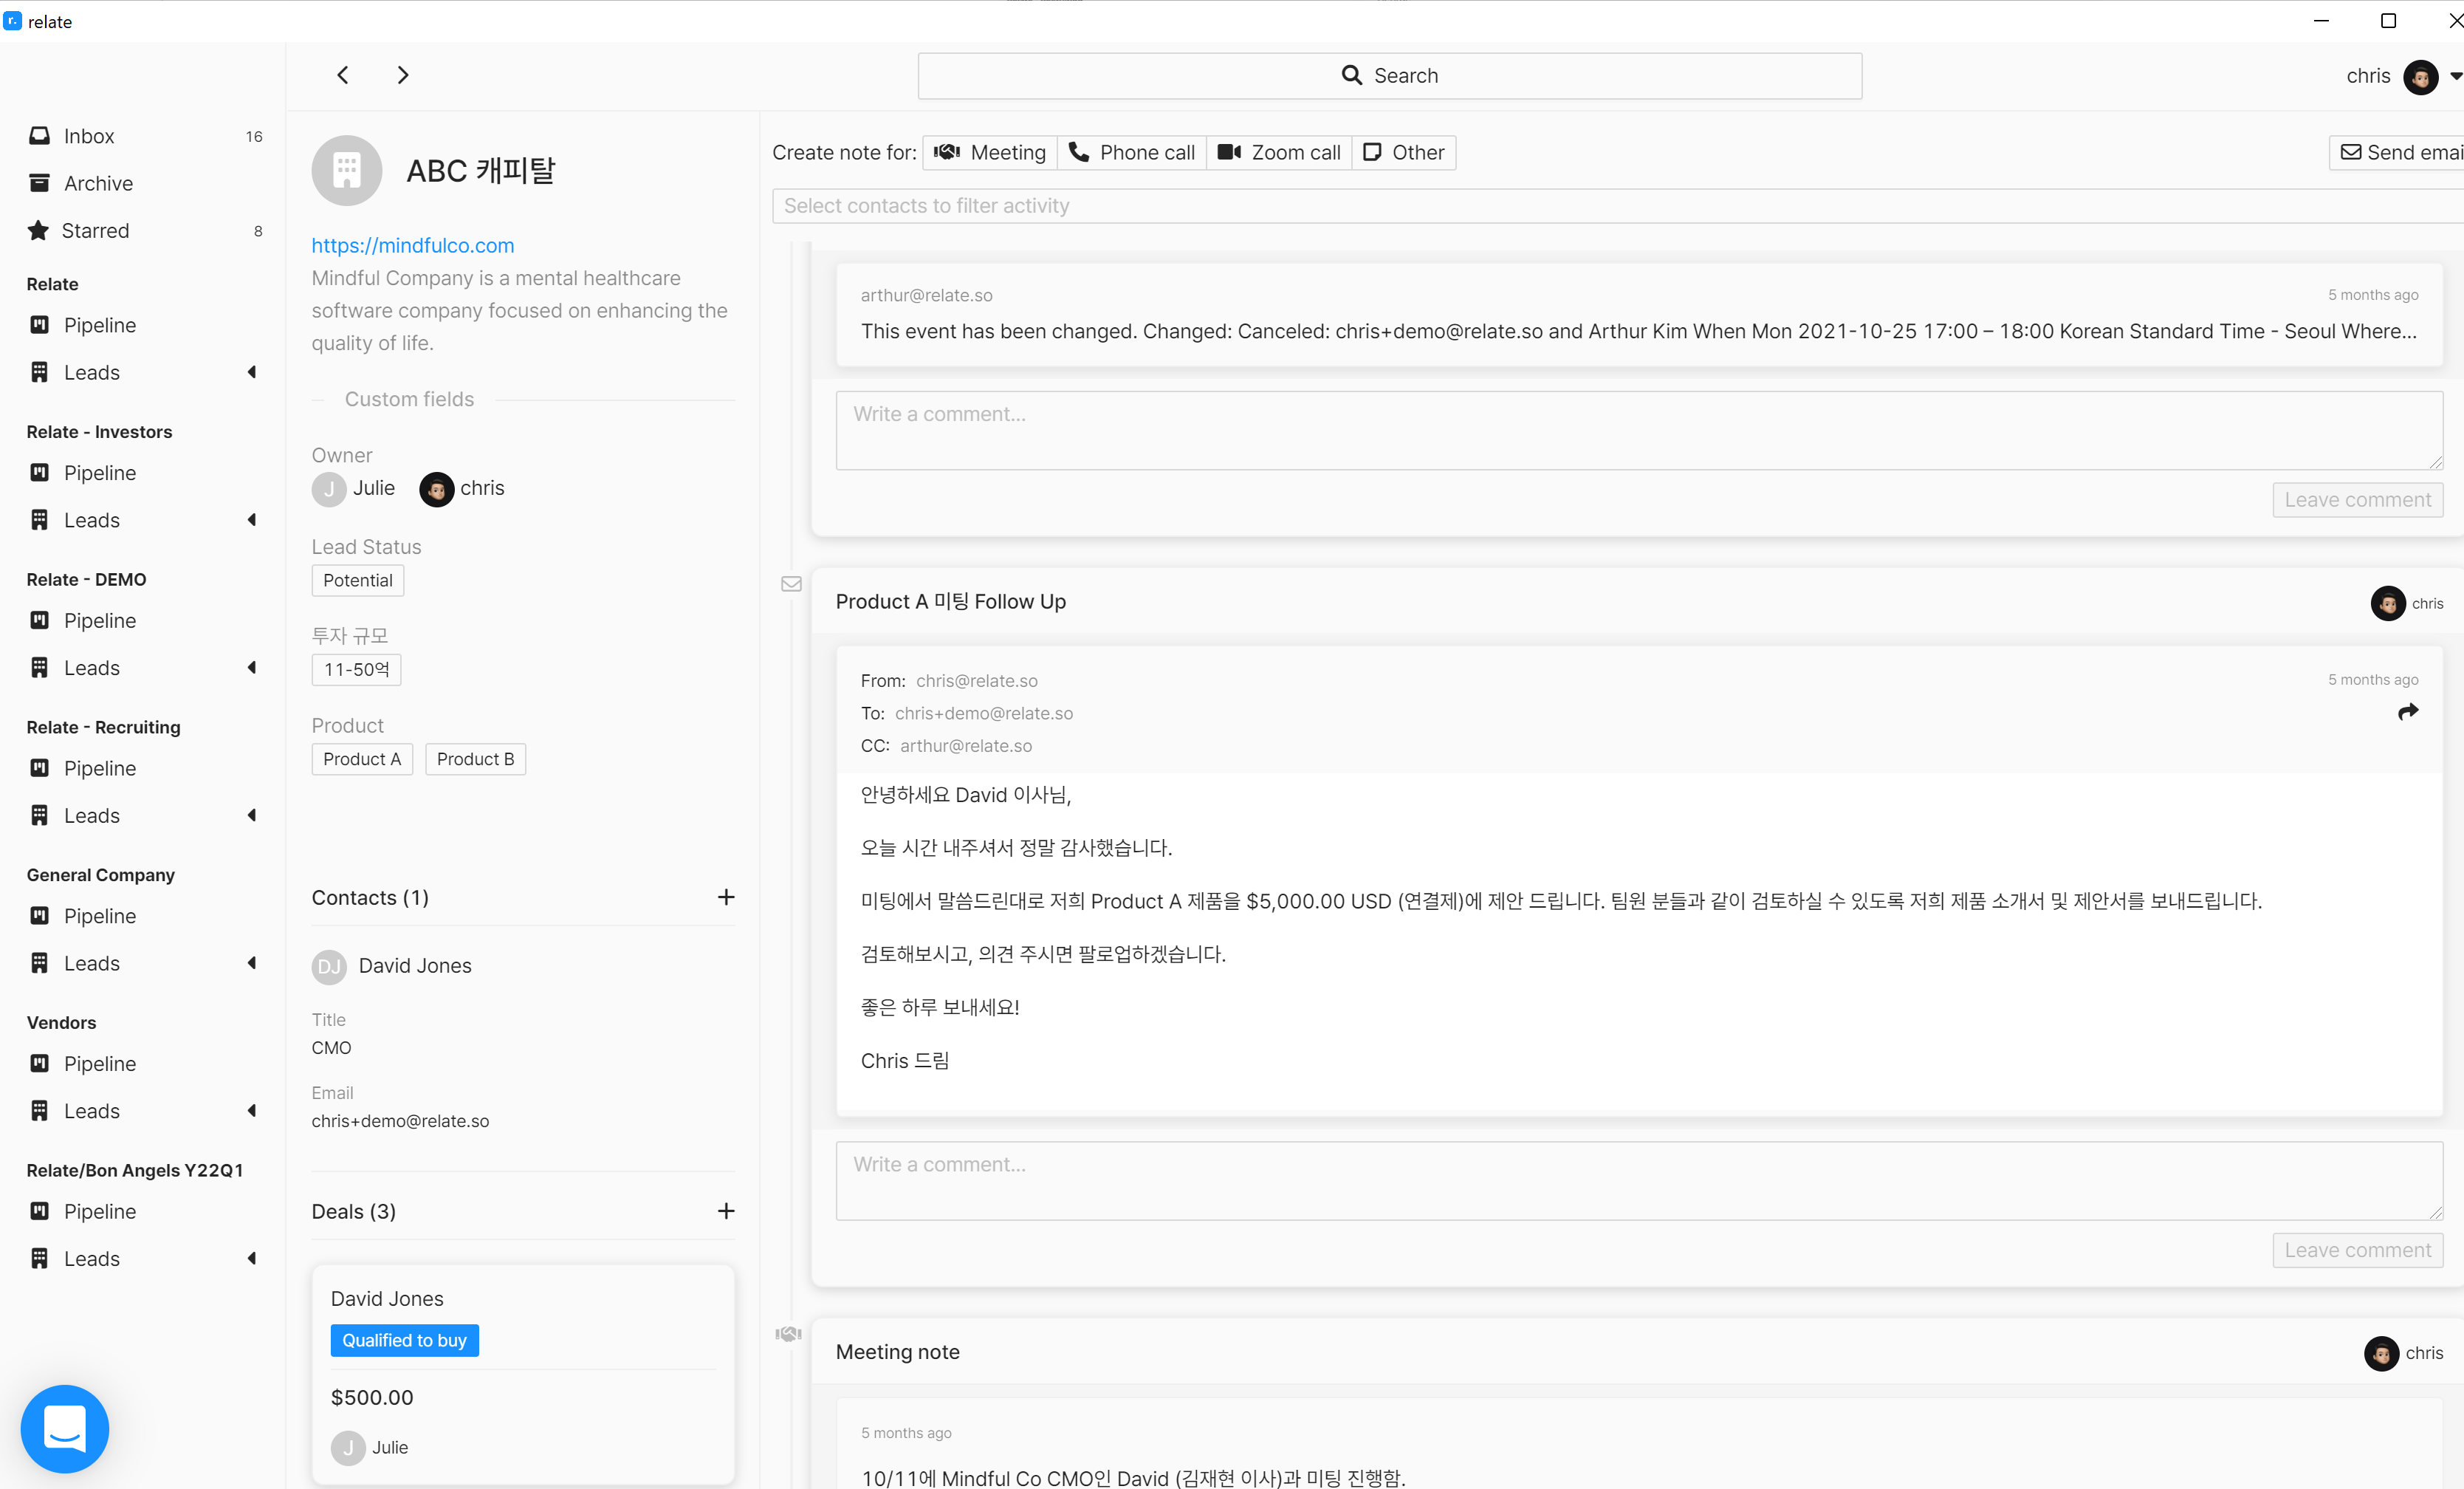 relate
Search
chris
Inbox 16
Archive
Starred 8
Relate
Pipeline
Leads
Relate - Investors
Pipeline
Leads
Relate - DEMO
Pipeline
Leads
Relate - Recruiting
Pipeline
Leads
General Company
Pipeline
Leads
Vendors
Pipeline
Leads
Relate/Bon Angels Y22Q1
Pipeline
Leads
ABC 캐피탈
https://mindfulco.com
Mindful Company is a mental healthcare
software company focused on enhancing the
quality of life.
Custom fields
Owner
J Julie chris
Lead Status
Potential
투자 규모
11-50억
Product
Product A Product B
Contacts (1)
DJ David Jones
Title
CMO
Email
chris+demo@relate.so
Deals (3)
David Jones
Qualified to buy
$500.00
J Julie
Create note for: Meeting Phone call Zoom call Other
Send emai
Select contacts to filter activity
arthur@relate.so 5 months ago
This event has been changed. Changed: Canceled: chris+demo@relate.so and Arthur Kim When Mon 2021-10-25 17:00 – 18:00 Korean Standard Time - Seoul Where...
Write a comment...
Leave comment
Product A 미팅 Follow Up chris
From: chris@relate.so 5 months ago
To: chris+demo@relate.so
CC: arthur@relate.so
안녕하세요 David 이사님,
오늘 시간 내주셔서 정말 감사했습니다.
미팅에서 말씀드린대로 저희 Product A 제품을 $5,000.00 USD (연결제)에 제안 드립니다. 팀원 분들과 같이 검토하실 수 있도록 저희 제품 소개서 및 제안서를 보내드립니다.
검토해보시고, 의견 주시면 팔로업하겠습니다.
좋은 하루 보내세요!
Chris 드림
Write a comment...
Leave comment
Meeting note chris
5 months ago
10/11에 Mindful Co CMO인 David (김재현 이사)과 미팅 진행함.